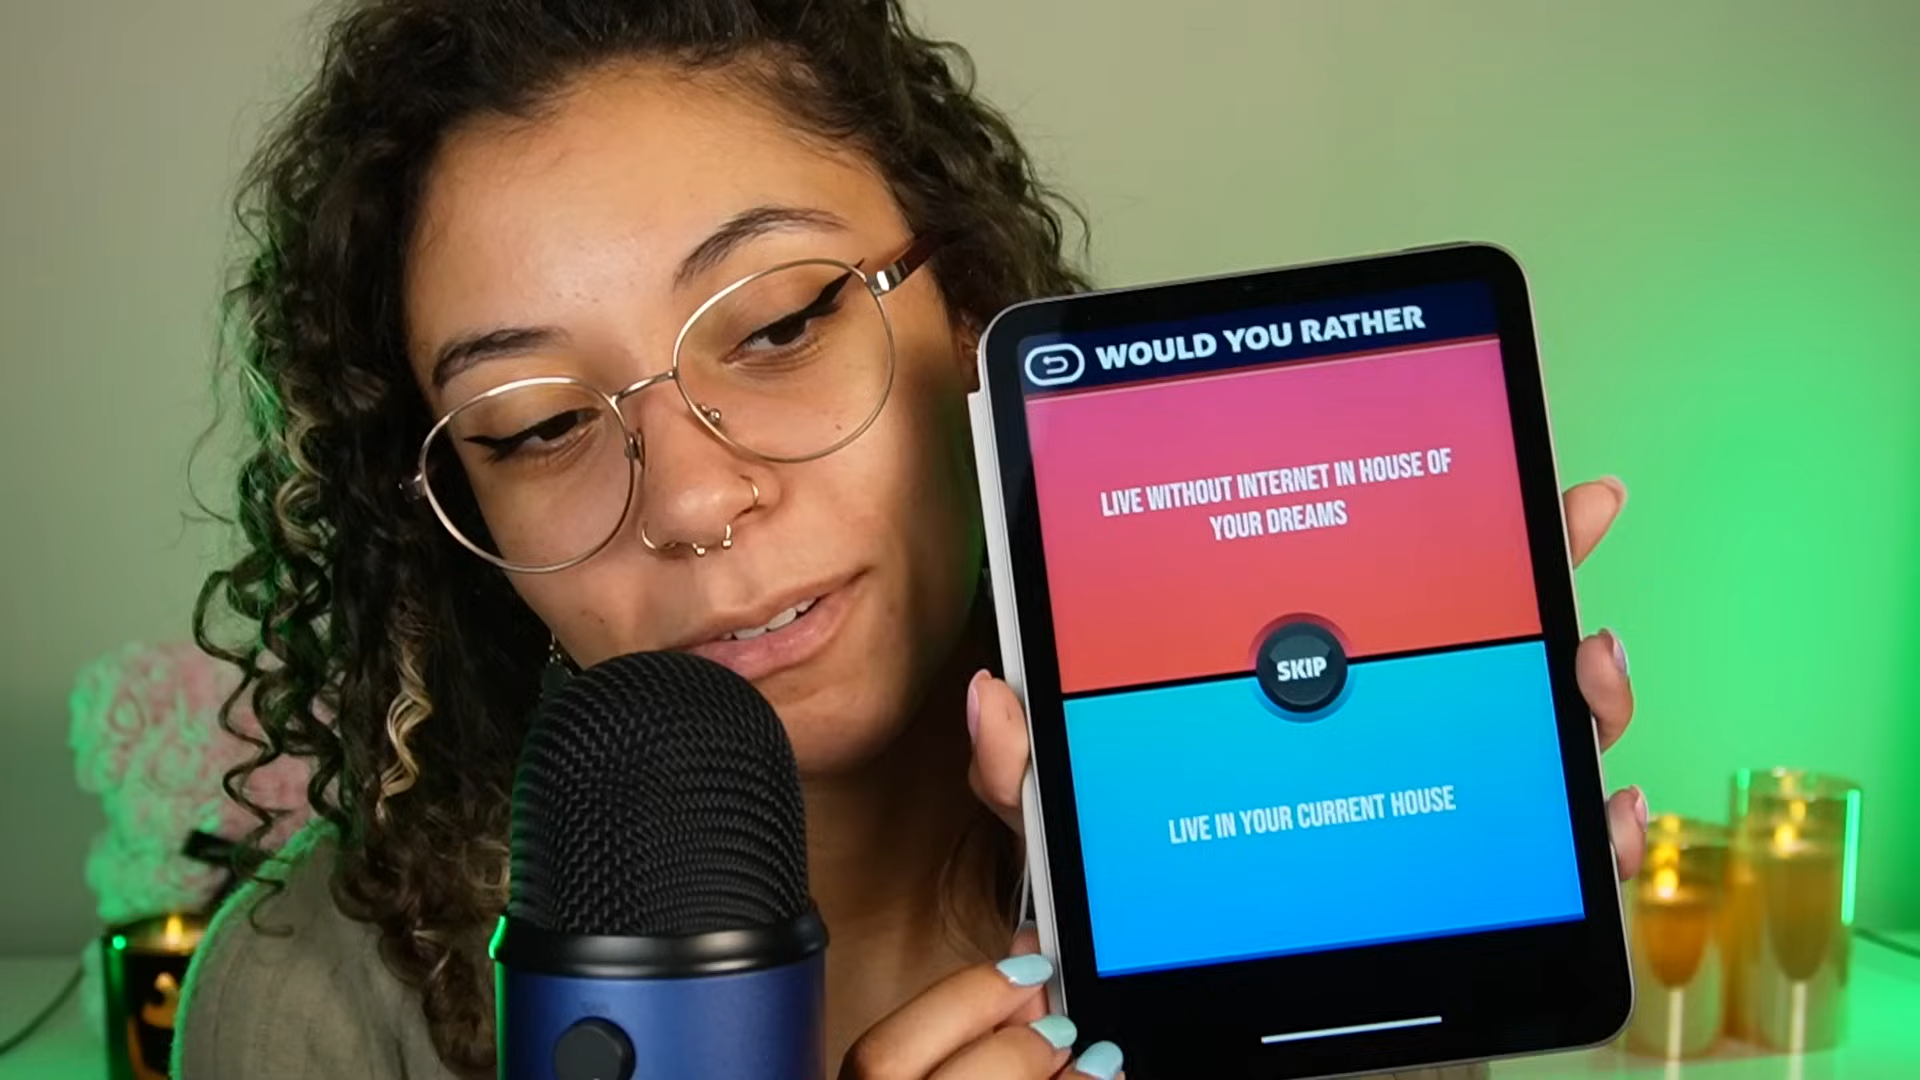 WOULD YOU RATHER
LIVE WITHOUT INTERNET IN HOUSE OF
YOUR DREAMS
SKIP
LIVE IN YOUR CURRENT HOUSE